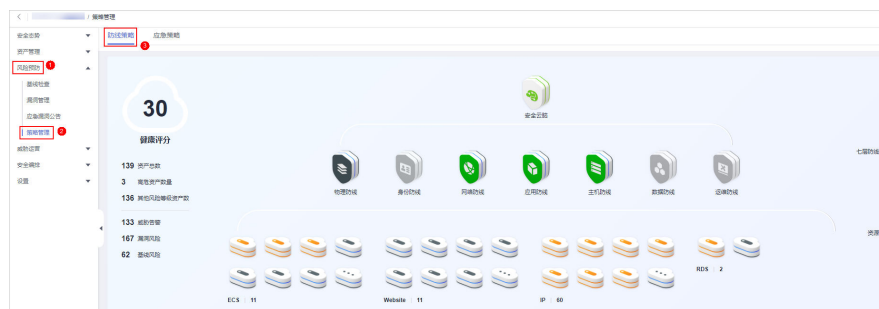 / 策略管理
安全态势
资产管理
风险预防
1
基线检查
漏洞管理
应急漏洞公告
策略管理
2
威胁运营
安全编排
设置
防线策略
应急策略
3
30
健康评分
139 资产总数
3 高危资产数量
136 其他风险等级资产数
133 威胁告警
167 漏洞风险
62 基线风险
安全云脑
物理防线
身份防线
网络防线
应用防线
主机防线
数据防线
运维防线
七层防线
资源
ECS 11
Website 11
IP 60
RDS 2